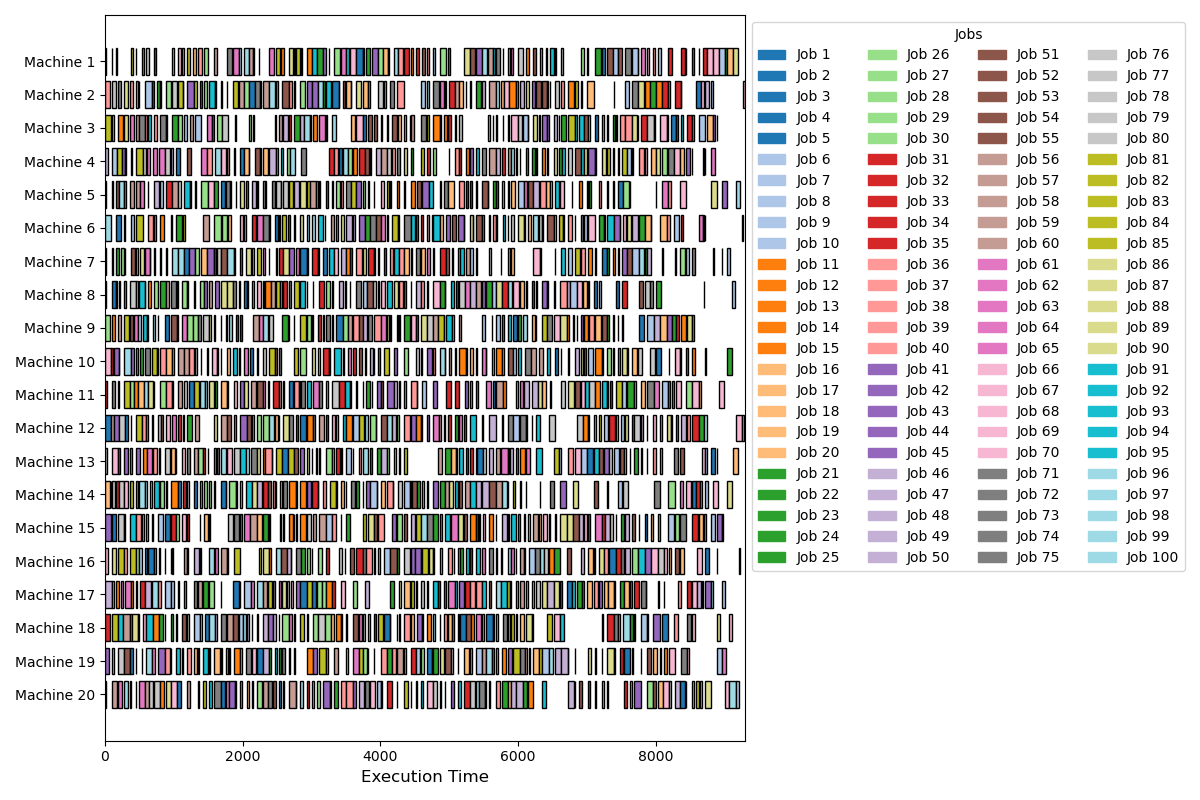 Machine 1
Machine 2
Machine 3
Machine 4
Machine 5
Machine 6
Machine 7
Machine 8
Machine 9
Machine 10
Machine 11
Machine 12
Machine 13
Machine 14
Machine 15
Machine 16
Machine 17
Machine 18
Machine 19
Machine 20
0 2000 4000 6000 8000
Execution Time
Jobs
Job 1 Job 26 Job 51 Job 76
Job 2 Job 27 Job 52 Job 77
Job 3 Job 28 Job 53 Job 78
Job 4 Job 29 Job 54 Job 79
Job 5 Job 30 Job 55 Job 80
Job 6 Job 31 Job 56 Job 81
Job 7 Job 32 Job 57 Job 82
Job 8 Job 33 Job 58 Job 83
Job 9 Job 34 Job 59 Job 84
Job 10 Job 35 Job 60 Job 85
Job 11 Job 36 Job 61 Job 86
Job 12 Job 37 Job 62 Job 87
Job 13 Job 38 Job 63 Job 88
Job 14 Job 39 Job 64 Job 89
Job 15 Job 40 Job 65 Job 90
Job 16 Job 41 Job 66 Job 91
Job 17 Job 42 Job 67 Job 92
Job 18 Job 43 Job 68 Job 93
Job 19 Job 44 Job 69 Job 94
Job 20 Job 45 Job 70 Job 95
Job 21 Job 46 Job 71 Job 96
Job 22 Job 47 Job 72 Job 97
Job 23 Job 48 Job 73 Job 98
Job 24 Job 49 Job 74 Job 99
Job 25 Job 50 Job 75 Job 100